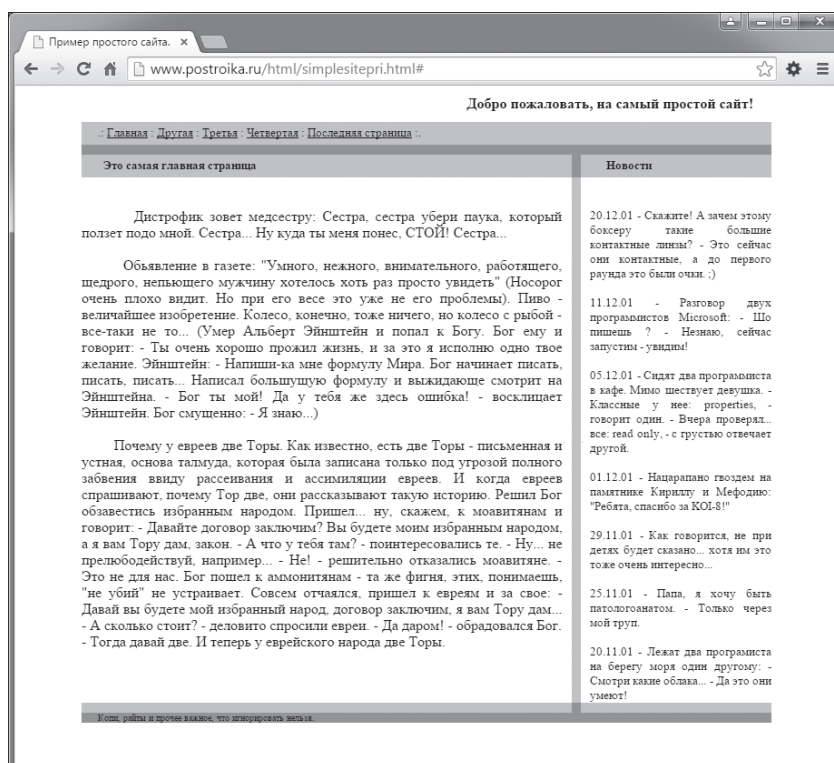 Пример простого сайта.
www.postroika.ru/html/simplesitepri.html#
Добро пожаловать, на самый простой сайт!
.: Главная : Другая : Третья : Четвертая : Последняя страница :.
Это самая главная страница
Дистрофик зовет медсестру: Сестра, сестра убери паука, который
ползет подо мной. Сестра... Ну куда ты меня понес, СТОЙ! Сестра...
Обьявление в газете: "Умного, нежного, внимательного, работящего,
щедрого, непьющего мужчину хотелось хоть раз просто увидеть" (Носорог
очень плохо видит. Но при его весе это уже не его проблемы). Пиво -
величайшее изобретение. Колесо, конечно, тоже ничего, но колесо с рыбой -
все-таки не то... (Умер Альберт Эйнштейн и попал к Богу. Бог ему и
говорит: - Ты очень хорошо прожил жизнь, и за это я исполню одно твое
желание. Эйнштейн: - Напиши-ка мне формулу Мира. Бог начинает писать,
писать, писать... Написал большущую формулу и выжидающе смотрит на
Эйнштейна. - Бог ты мой! Да у тебя же здесь ошибка! - восклицает
Эйнштейн. Бог смущенно: - Я знаю...)
Почему у евреев две Торы. Как известно, есть две Торы - письменная и
устная, основа талмуда, которая была записана только под угрозой полного
забвения ввиду рассеивания и ассимиляции евреев. И когда евреев
спрашивают, почему Тор две, они рассказывают такую историю. Решил Бог
обзавестись избранным народом. Пришел... ну, скажем, к моавитянам и
говорит: - Давайте договор заключим? Вы будете моим избранным народом,
а я вам Тору дам, закон. - А что у тебя там? - поинтересовались те. - Ну... не
прелюбодействуй, например... - Не! - решительно отказались моавитяне. -
Это не для нас. Бог пошел к аммонитянам - та же фигня, этих, понимаешь,
"не убий" не устраивает. Совсем отчаялся, пришел к евреям и за свое: -
Давай вы будете мой избранный народ, договор заключим, я вам Тору дам...
- А сколько стоит? - деловито спросили евреи. - Да даром! - обрадовался Бог.
- Тогда давай две. И теперь у еврейского народа две Торы.
Новости
20.12.01 - Скажите! А зачем этому
боксеру такие большие
контактные линзы? - Это сейчас
они контактные, а до первого
раунда это были очки. ;)
11.12.01 - Разговор двух
программистов Microsoft: - Шо
пишешь ? - Незнаю, сейчас
запустим - увидим!
05.12.01 - Сидят два программиста
в кафе. Мимо шествует девушка. -
Классные у нее: properties, -
говорит один. - Вчера проверял...
все: read only, - с грустью отвечает
другой.
01.12.01 - Нацарапано гвоздем на
памятнике Кириллу и Мефодию:
"Ребята, спасибо за KOI-8!"
29.11.01 - Как говорится, не при
детях будет сказано... хотя им это
тоже очень интересно...
25.11.01 - Папа, я хочу быть
патологоанатом. - Только через
мой труп.
20.11.01 - Лежат два програмиста
на берегу моря один другому: -
Смотри какие облака... - Да это они
умеют!
Копи, райты и прочее важное, что игнорировать нельзя.